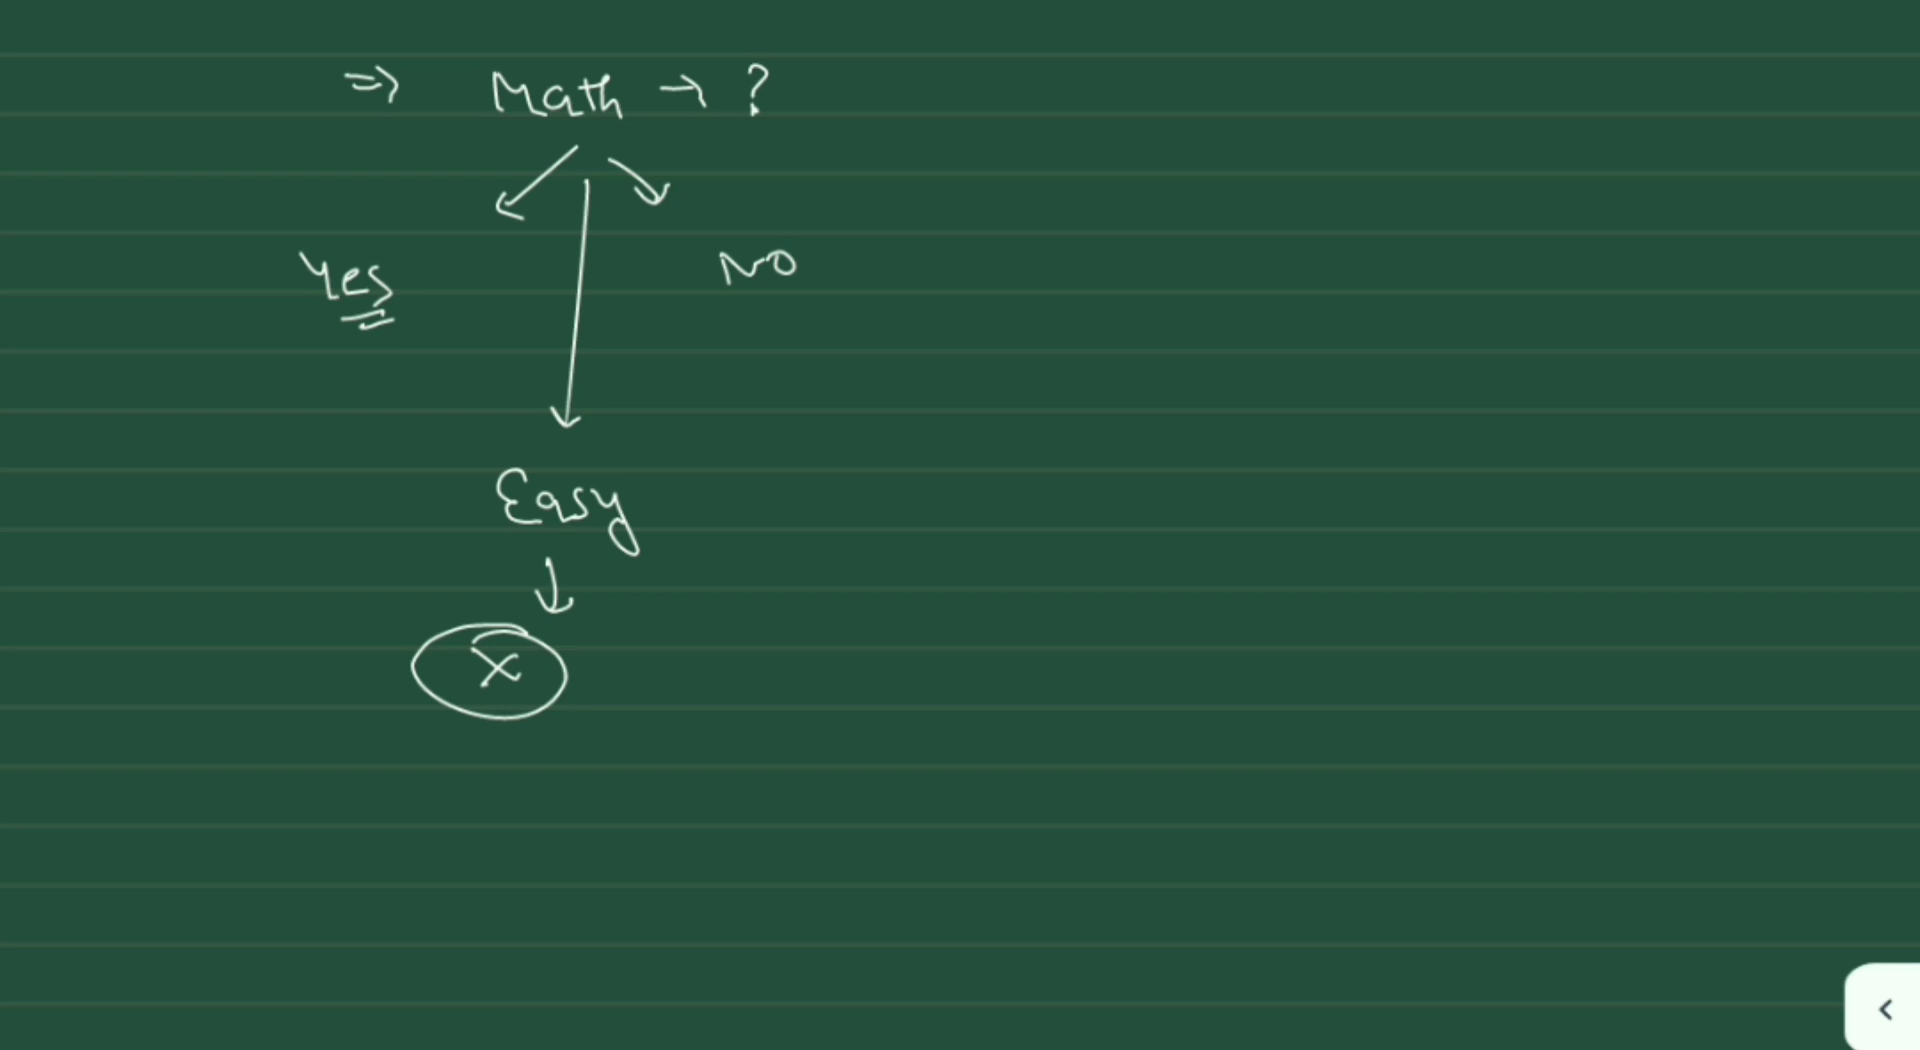 ⇒ Math → ?
Yes No
Easy
X